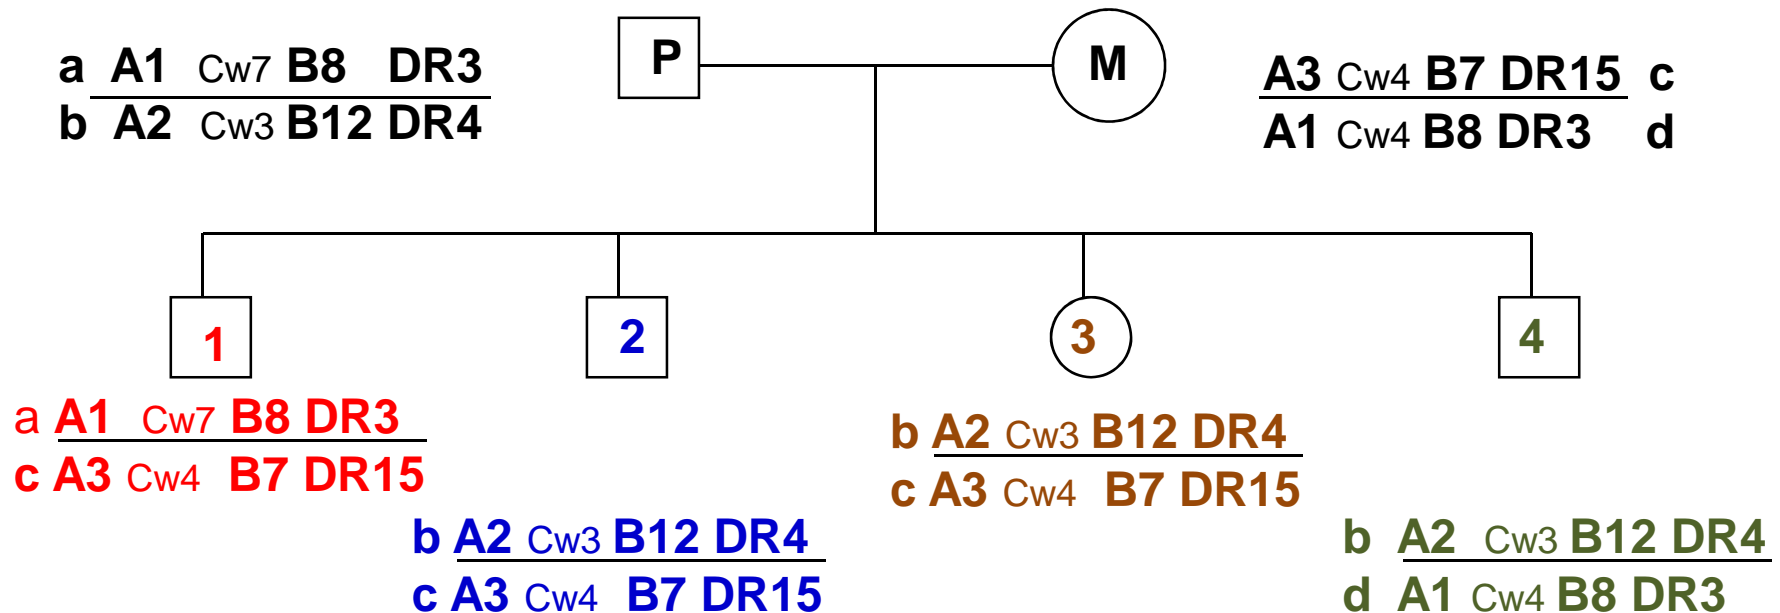 a A1 Cw7 B8 DR3
b A2 Cw3 B12 DR4
P
M
A3 Cw4 B7 DR15 c
A1 Cw4 B8 DR3 d
1
2
3
4
a A1 Cw7 B8 DR3
c A3 Cw4 B7 DR15
b A2 Cw3 B12 DR4
c A3 Cw4 B7 DR15
b A2 Cw3 B12 DR4
c A3 Cw4 B7 DR15
b A2 Cw3 B12 DR4
d A1 Cw4 B8 DR3